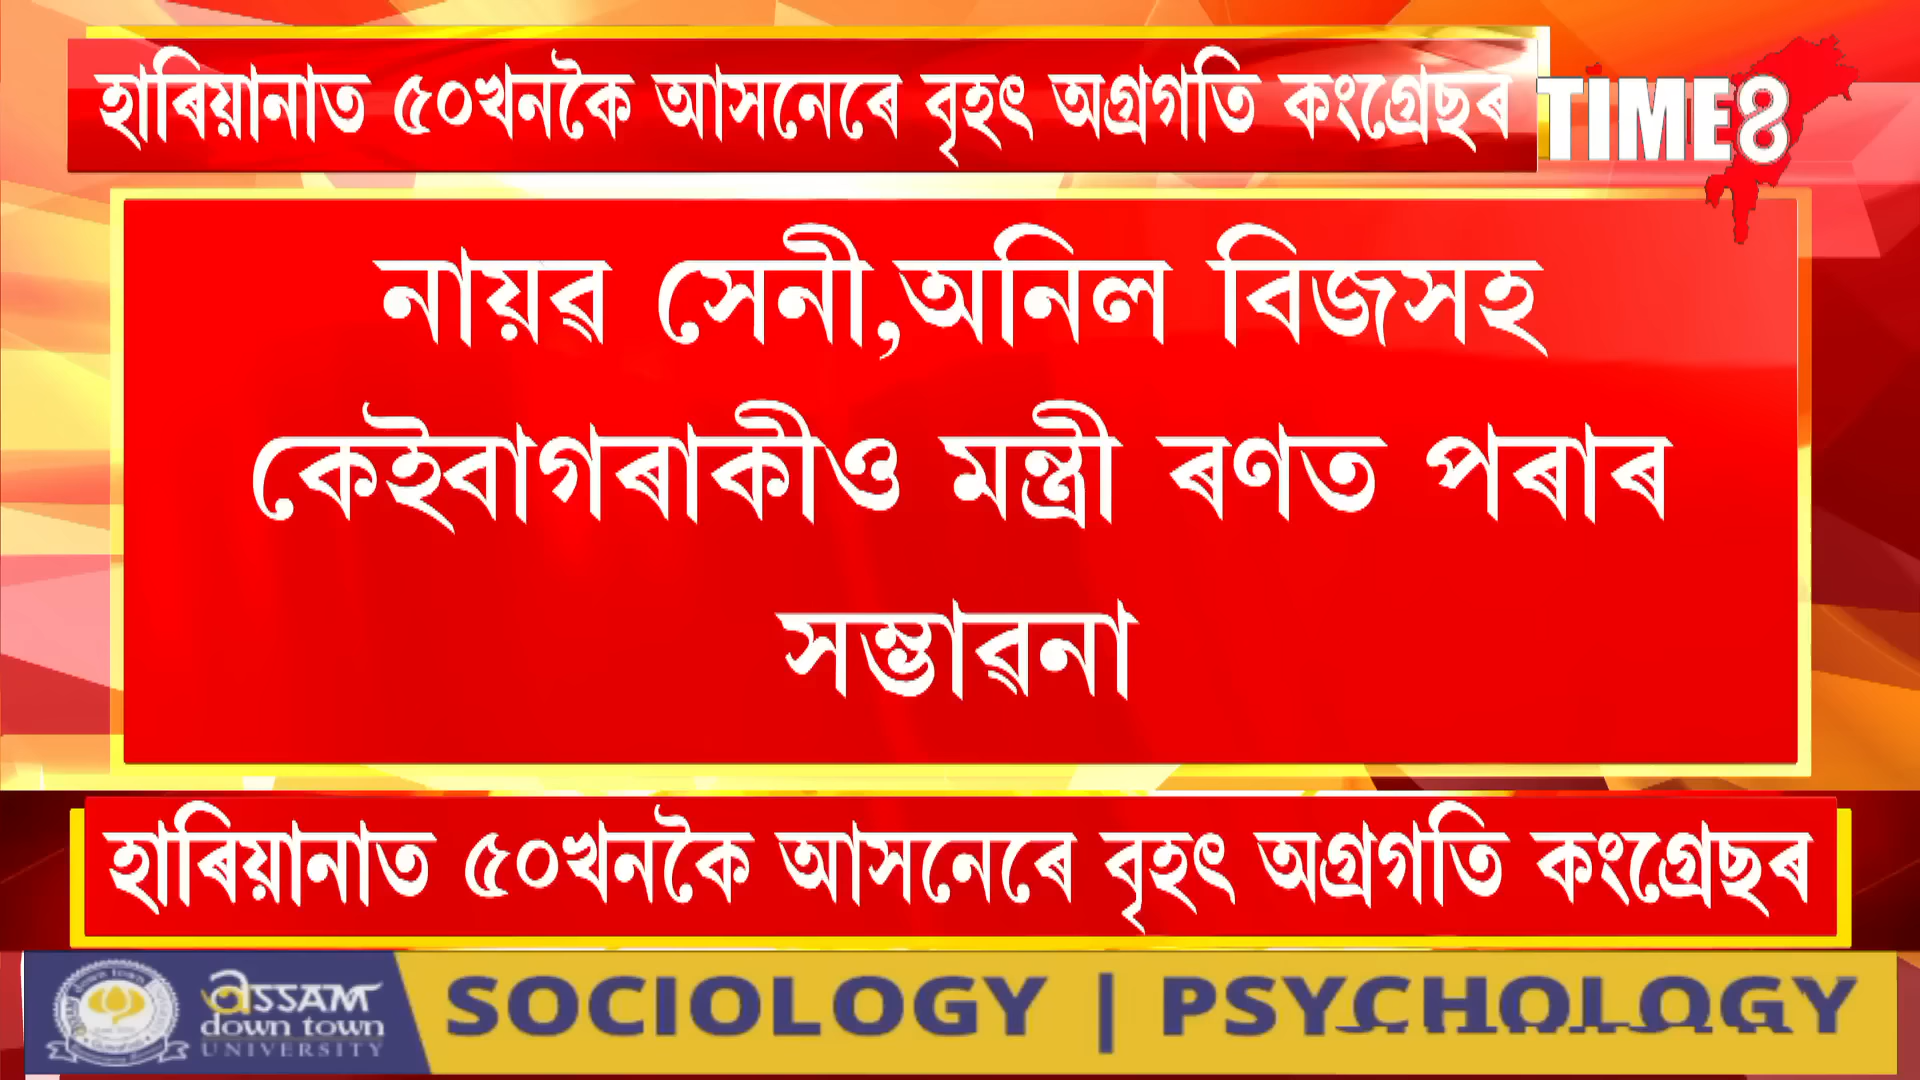 হাৰিয়ানাত ৫০খনকৈ আসনেৰে বৃহৎ অগ্ৰগতি কংগ্ৰেছৰ
TIME8
নায়ৱ সেনী,অনিল বিজসহ
কেইবাগৰাকীও মন্ত্ৰী ৰণত পৰাৰ
সম্ভাৱনা
হাৰিয়ানাত ৫০খনকৈ আসনেৰে বৃহৎ অগ্ৰগতি কংগ্ৰেছৰ
assam
down town
UNIVERSITY
SOCIOLOGY | PSYCHOLOGY